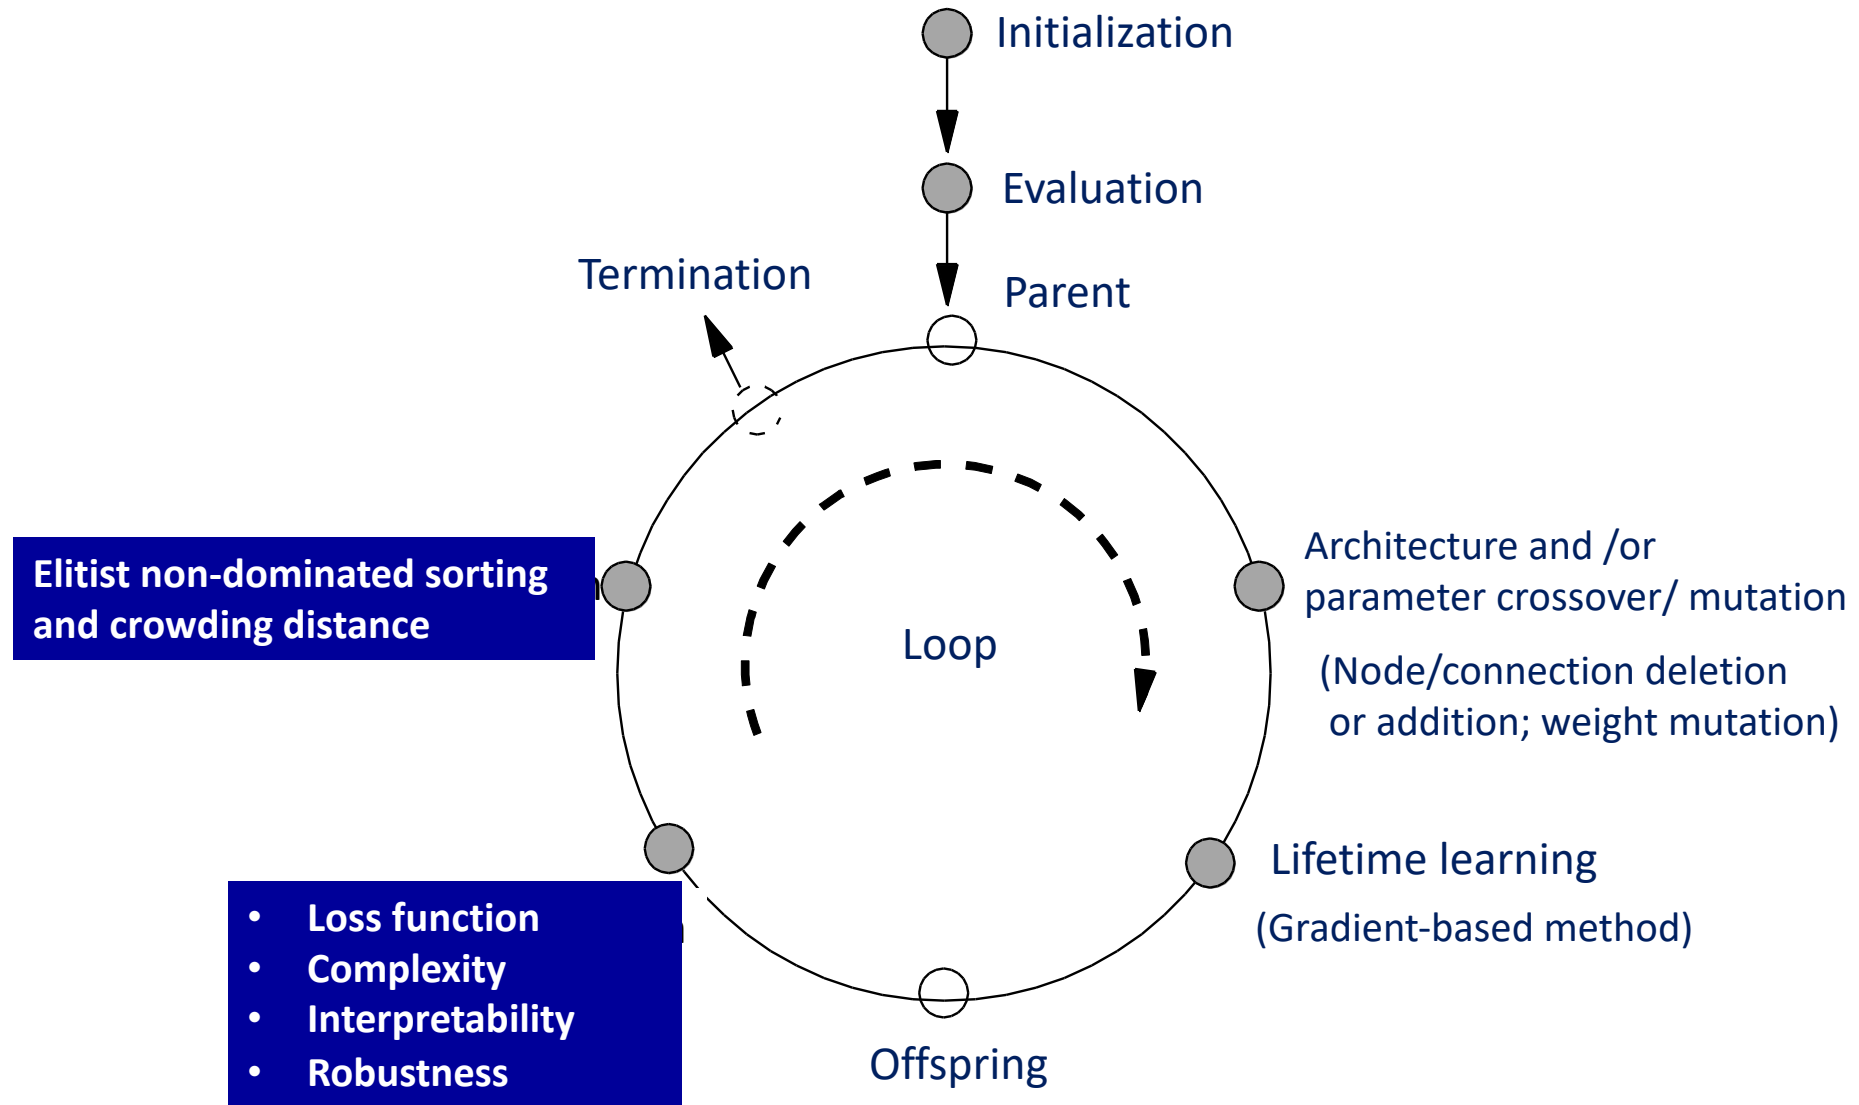 Initialization
Evaluation
Termination
Parent
Elitist non-dominated sorting
and crowding distance
Loop
Architecture and /or
parameter crossover/ mutation
(Node/connection deletion
or addition; weight mutation)
• Loss function
• Complexity
• Interpretability
• Robustness
Lifetime learning
(Gradient-based method)
Offspring